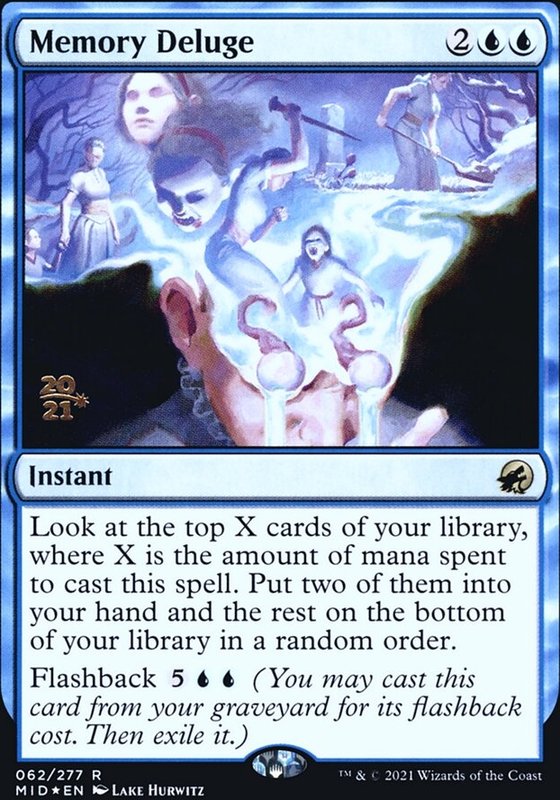 Memory Deluge 2
20
21
Instant
Look at the top X cards of your library,
where X is the amount of mana spent
to cast this spell. Put two of them into
your hand and the rest on the bottom
of your library in a random order.
Flashback 5 (You may cast this
card from your graveyard for its flashback
cost. Then exile it.)
062/277 R
MID★EN Lake Hurwitz
™ & © 2021 Wizards of the Coast